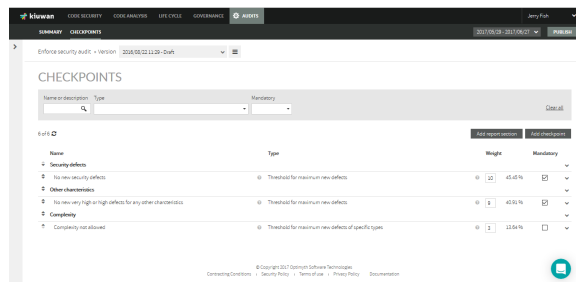 kiuwan CODE SECURITY CODE ANALYSIS LIFE CYCLE GOVERNANCE AUDITS Jerry Fish
SUMMARY CHECKPOINTS 2017/05/29 - 2017/06/27 PUBLISH
Enforce security audit > Version 2016/08/22 11:29 - Draft
CHECKPOINTS
Name or description Type Mandatory
Clear all
6 of 6 Add report section Add checkpoint
Name Type Weight Mandatory
Security defects
No new security defects Threshold for maximum new defects 10 45.45 %
Other charcteristics
No new very high or high defects for any other charcteristics Threshold for maximum new defects 9 40.91 %
Complexity
Complexity not allowed Threshold for maximum new defects of specific types 3 13.64 %
© Copyright 2017 Optimyth Software Technologies
Contracting Conditions Security Policy Terms of use Privacy Policy Documentation